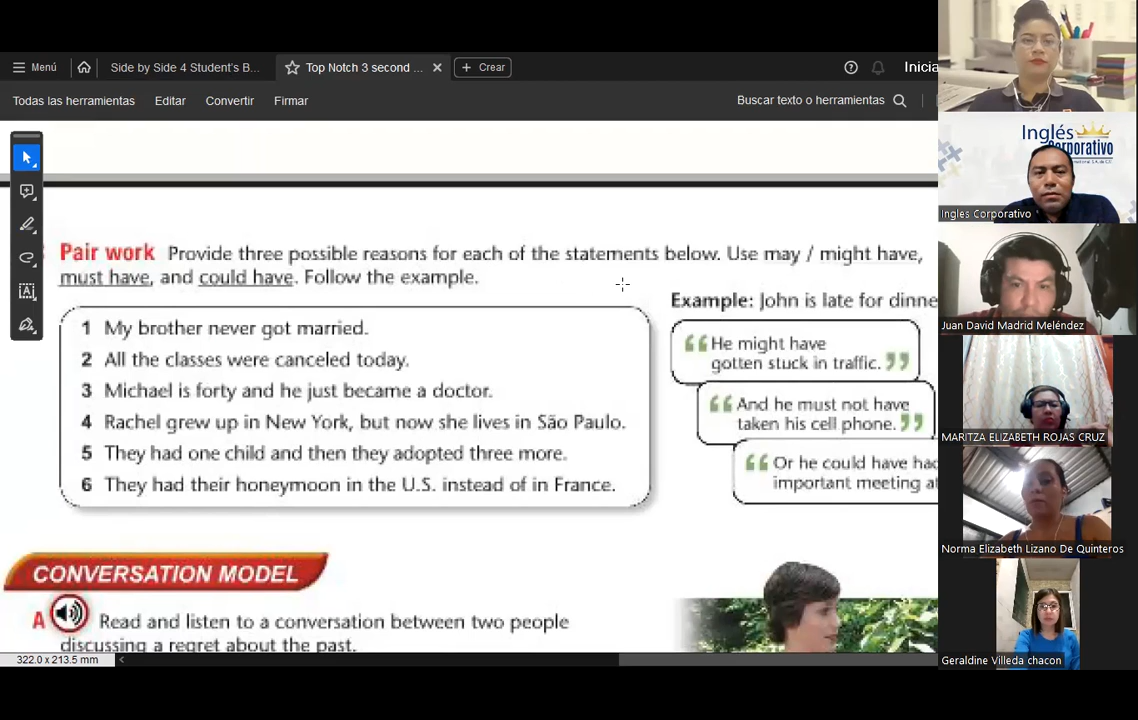 Menú
Side by Side 4 Student's B...
Top Notch 3 second ...
Crear
Inicia
Todas las herramientas
Editar
Convertir
Firmar
Buscar texto o herramientas
Pair work Provide three possible reasons for each of the statements below. Use may / might have,
must have, and could have. Follow the example.
1 My brother never got married.
2 All the classes were canceled today.
3 Michael is forty and he just became a doctor.
4 Rachel grew up in New York, but now she lives in São Paulo.
5 They had one child and then they adopted three more.
6 They had their honeymoon in the U.S. instead of in France.
Example: John is late for dinne
“ He might have
gotten stuck in traffic. ”
“ And he must not have
taken his cell phone. ”
“ Or he could have had
important meeting at
CONVERSATION MODEL
A Read and listen to a conversation between two people
discussing a regret about the past.
322.0 x 213.5 mm
Inglés
Corporativo
Ingles Corporativo
Juan David Madrid Meléndez
MARITZA ELIZABETH ROJAS CRUZ
Norma Elizabeth Lizano De Quinteros
Geraldine Villeda chacon